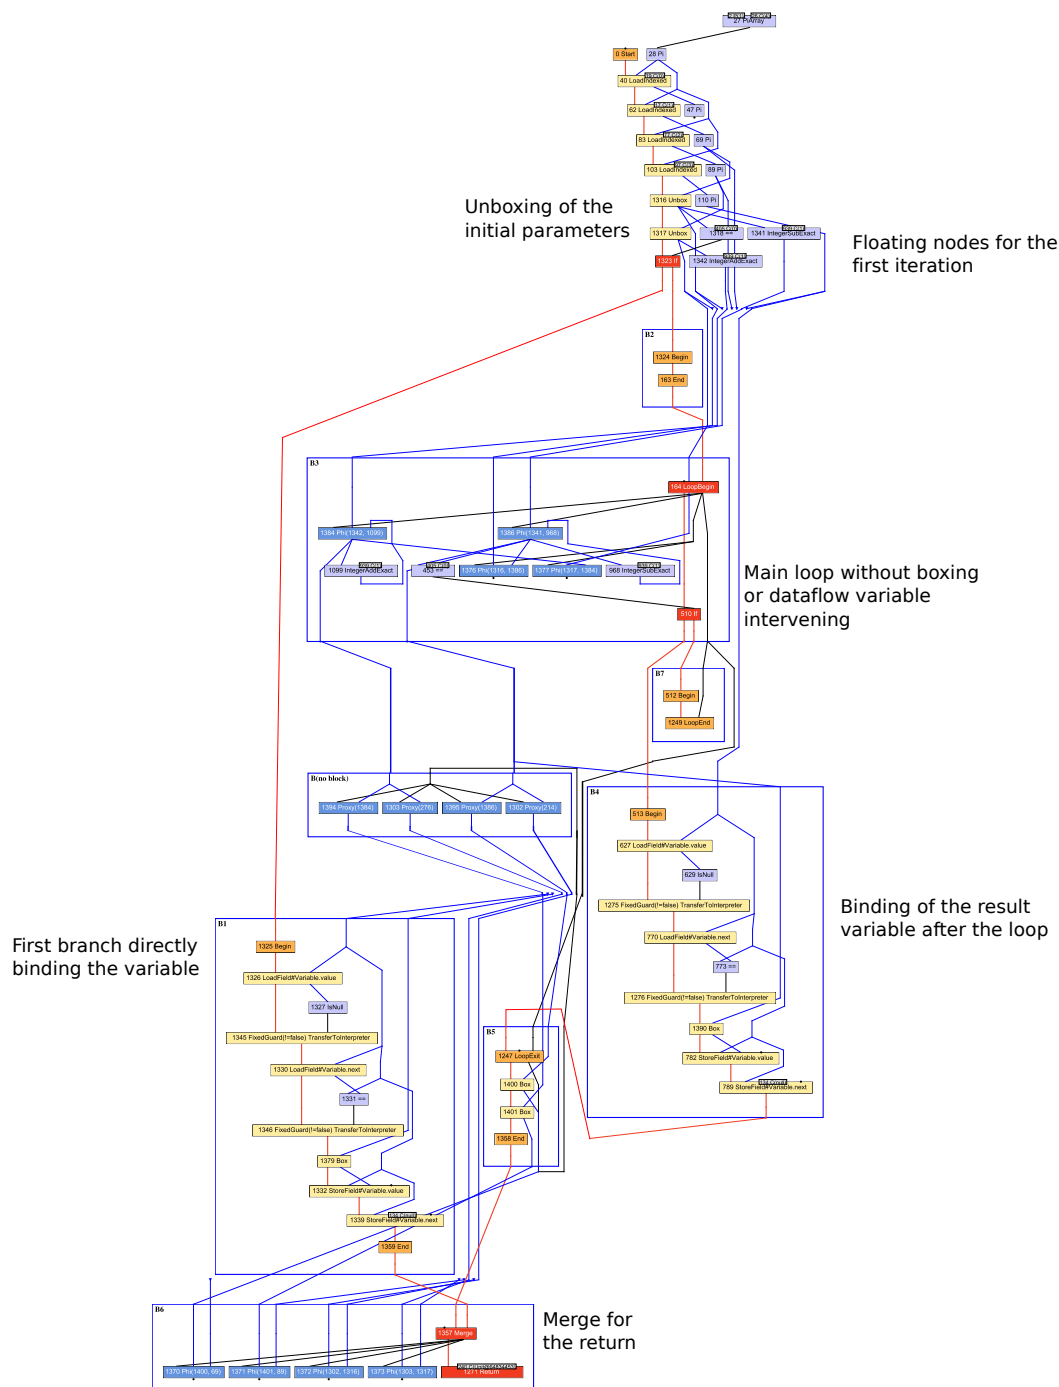 27 PiArray
0 Start
28 Pi
40 LoadIndexed
62 LoadIndexed
47 Pi
83 LoadIndexed
69 Pi
103 LoadIndexed
89 Pi
1316 Unbox
110 Pi
Unboxing of the
initial parameters
1317 Unbox
1318 ==
1341 IntegerSubExact
Floating nodes for the
first iteration
1323 If
1342 IntegerAddExact
B2
1324 Begin
163 End
B3
164 LoopBegin
1384 Phi(1342, 1099)
1386 Phi(1341, 968)
1099 IntegerAddExact
453 ==
1376 Phi(1316, 1386)
1377 Phi(1317, 1384)
968 IntegerSubExact
Main loop without boxing
or dataflow variable
intervening
510 If
B7
512 Begin
1249 LoopEnd
B(no block)
1394 Proxy(1384)
1303 Proxy(276)
1395 Proxy(1386)
1302 Proxy(214)
B4
513 Begin
627 LoadField#Variable.value
629 IsNull
1275 FixedGuard(!=false) TransferToInterpreter
770 LoadField#Variable.next
773 ==
1276 FixedGuard(!=false) TransferToInterpreter
1390 Box
782 StoreField#Variable.value
789 StoreField#Variable.next
Binding of the result
variable after the loop
First branch directly
binding the variable
B1
1325 Begin
1326 LoadField#Variable.value
1327 IsNull
1345 FixedGuard(!=false) TransferToInterpreter
1330 LoadField#Variable.next
1331 ==
1346 FixedGuard(!=false) TransferToInterpreter
1379 Box
1332 StoreField#Variable.value
1339 StoreField#Variable.next
1359 End
B5
1247 LoopExit
1400 Box
1401 Box
1358 End
B6
1357 Merge
1370 Phi(1400, 69)
1371 Phi(1401, 89)
1372 Phi(1302, 1316)
1373 Phi(1303, 1317)
1271 Return
Merge for
the return